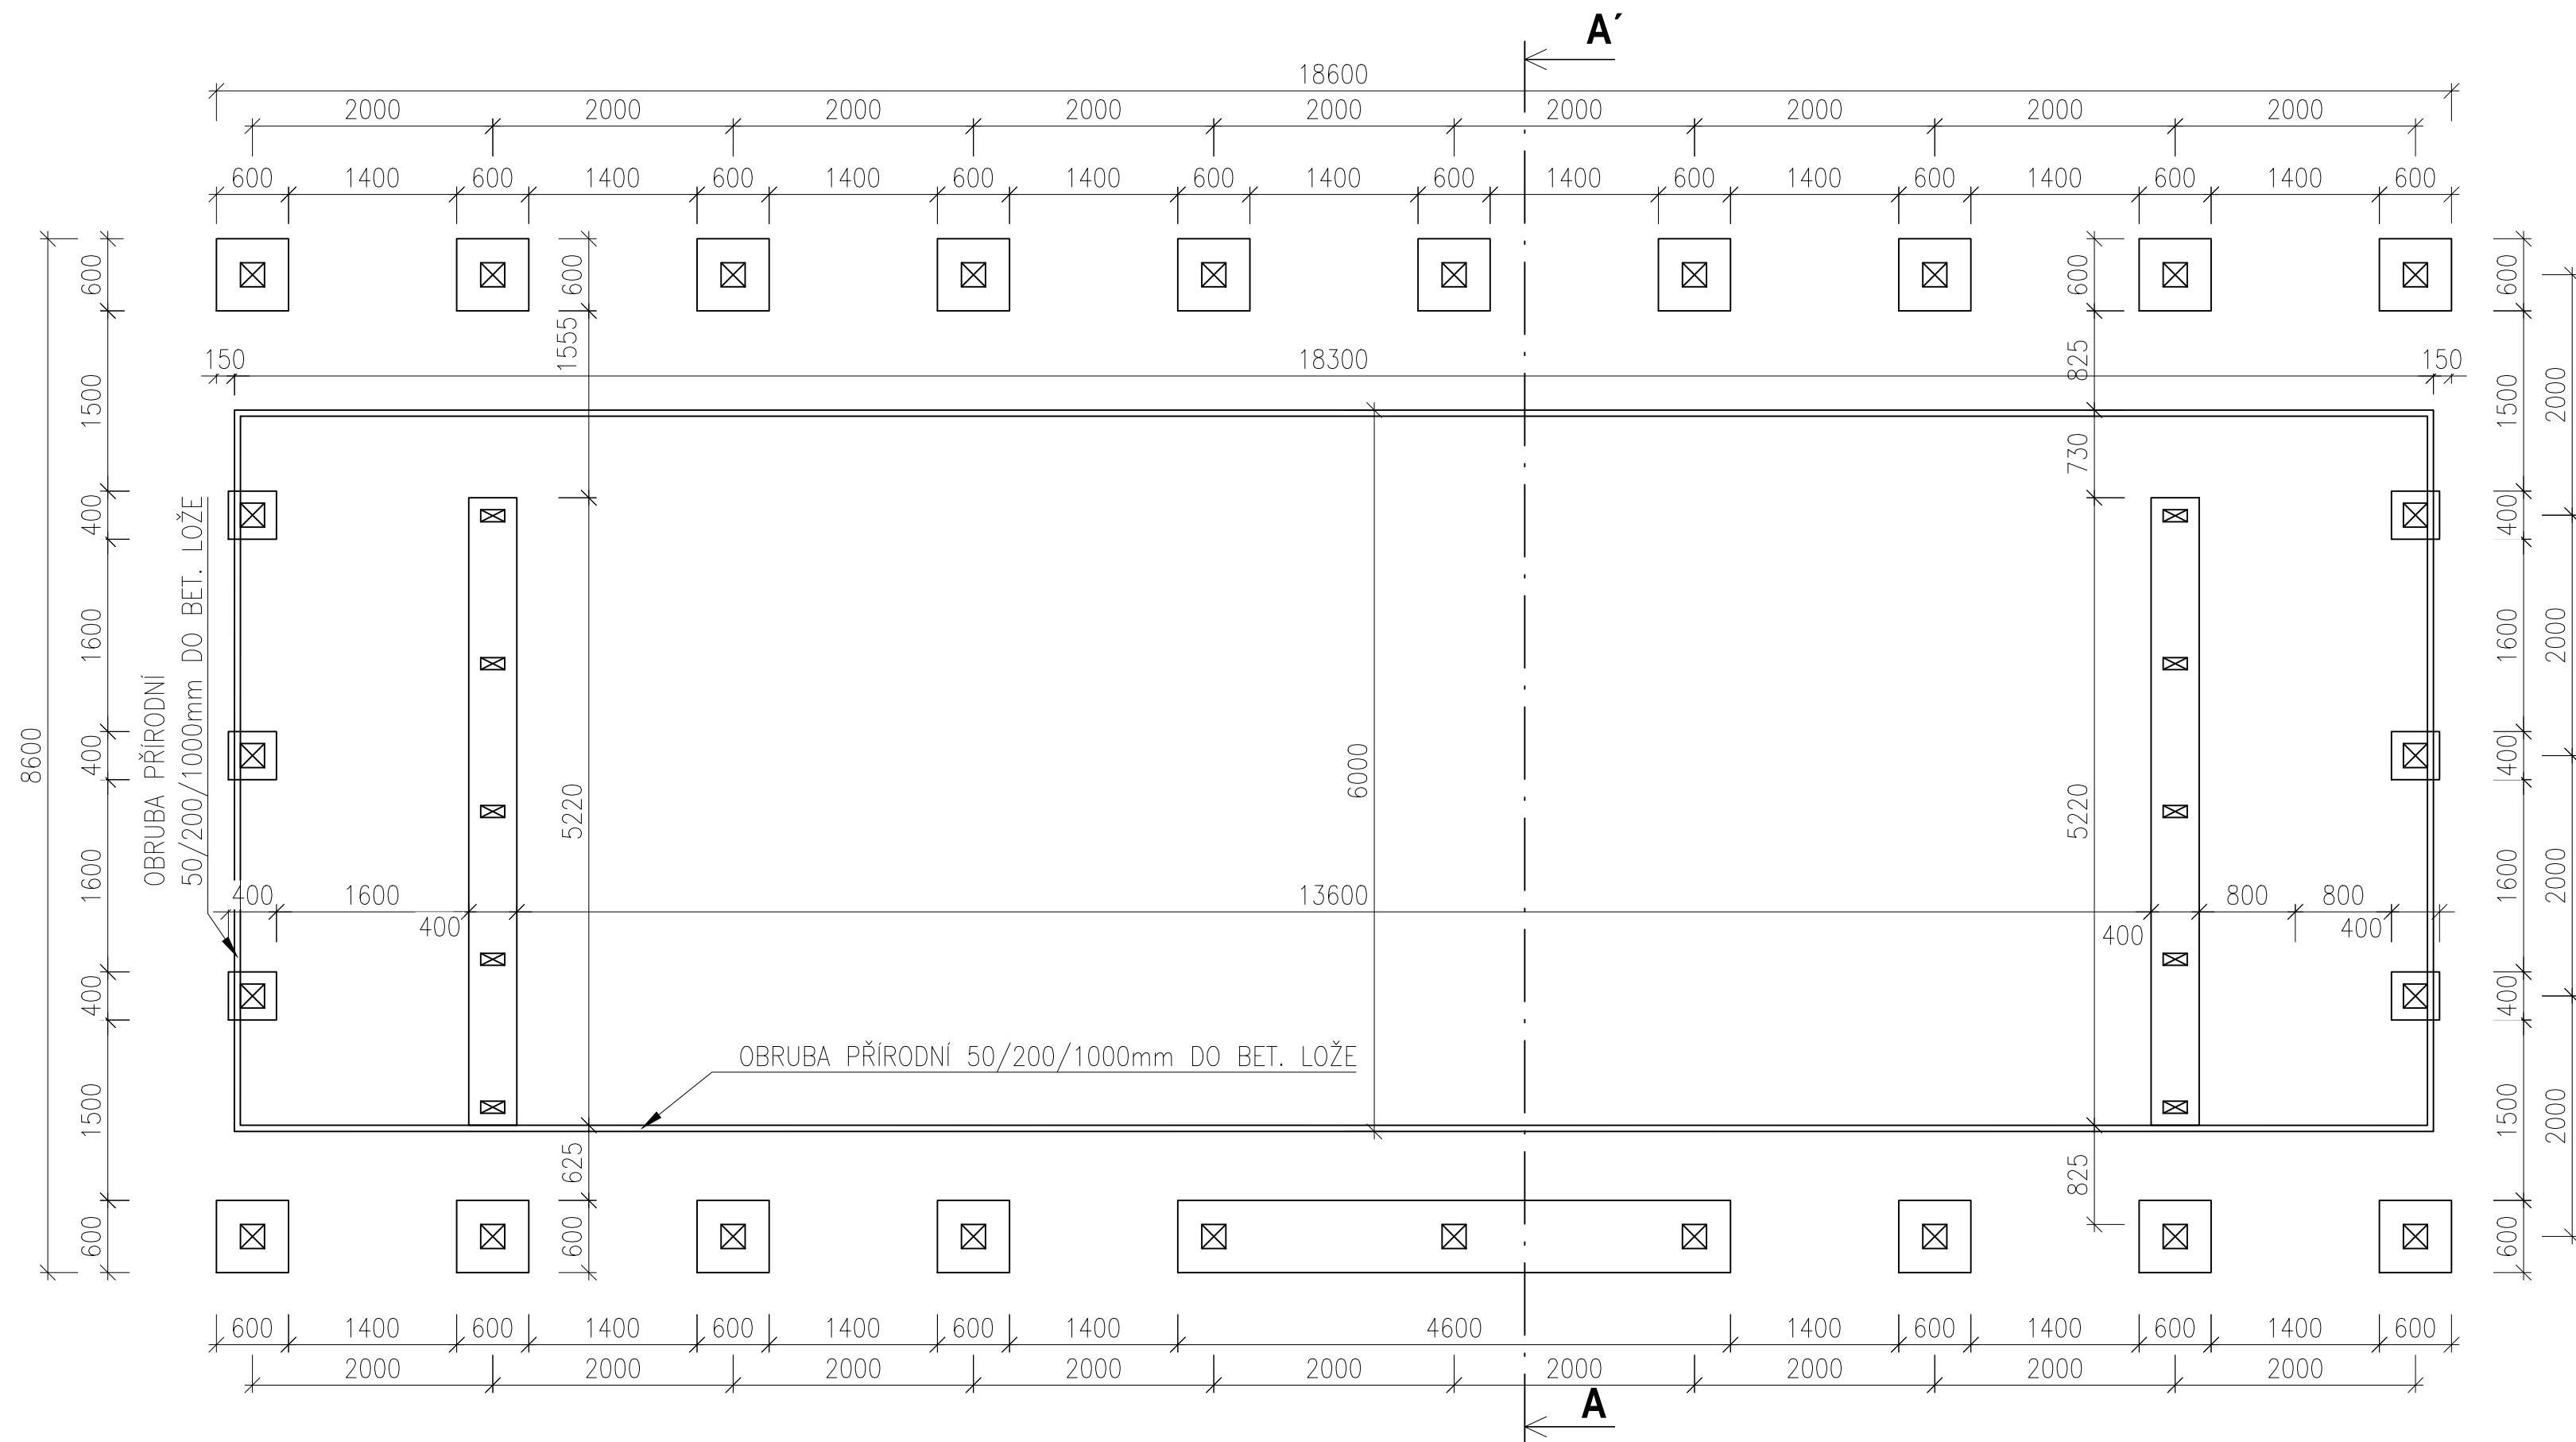 A´
18600
2000 2000 2000 2000 2000 2000 2000 2000 2000
600 1400 600 1400 600 1400 600 1400 600 1400 600 1400 600 1400 600 1400 600 1400 600
600 600 600 600
1555 825
150 18300 150
1500 1500 2000
730
400 400
OBRUBA PŘÍRODNÍ
50/200/1000mm DO BET. LOŽE
1600 1600 2000
8600 400 6000 400
5220 5220
1600 1600 2000
400 1600 400 13600 400 800 800 400
400 400
OBRUBA PŘÍRODNÍ 50/200/1000mm DO BET. LOŽE
1500 1500 2000
625 825
600 600 600
600 1400 600 1400 600 1400 600 1400 4600 1400 600 1400 600 1400 600
2000 2000 2000 2000 2000 2000 2000 2000 2000
A